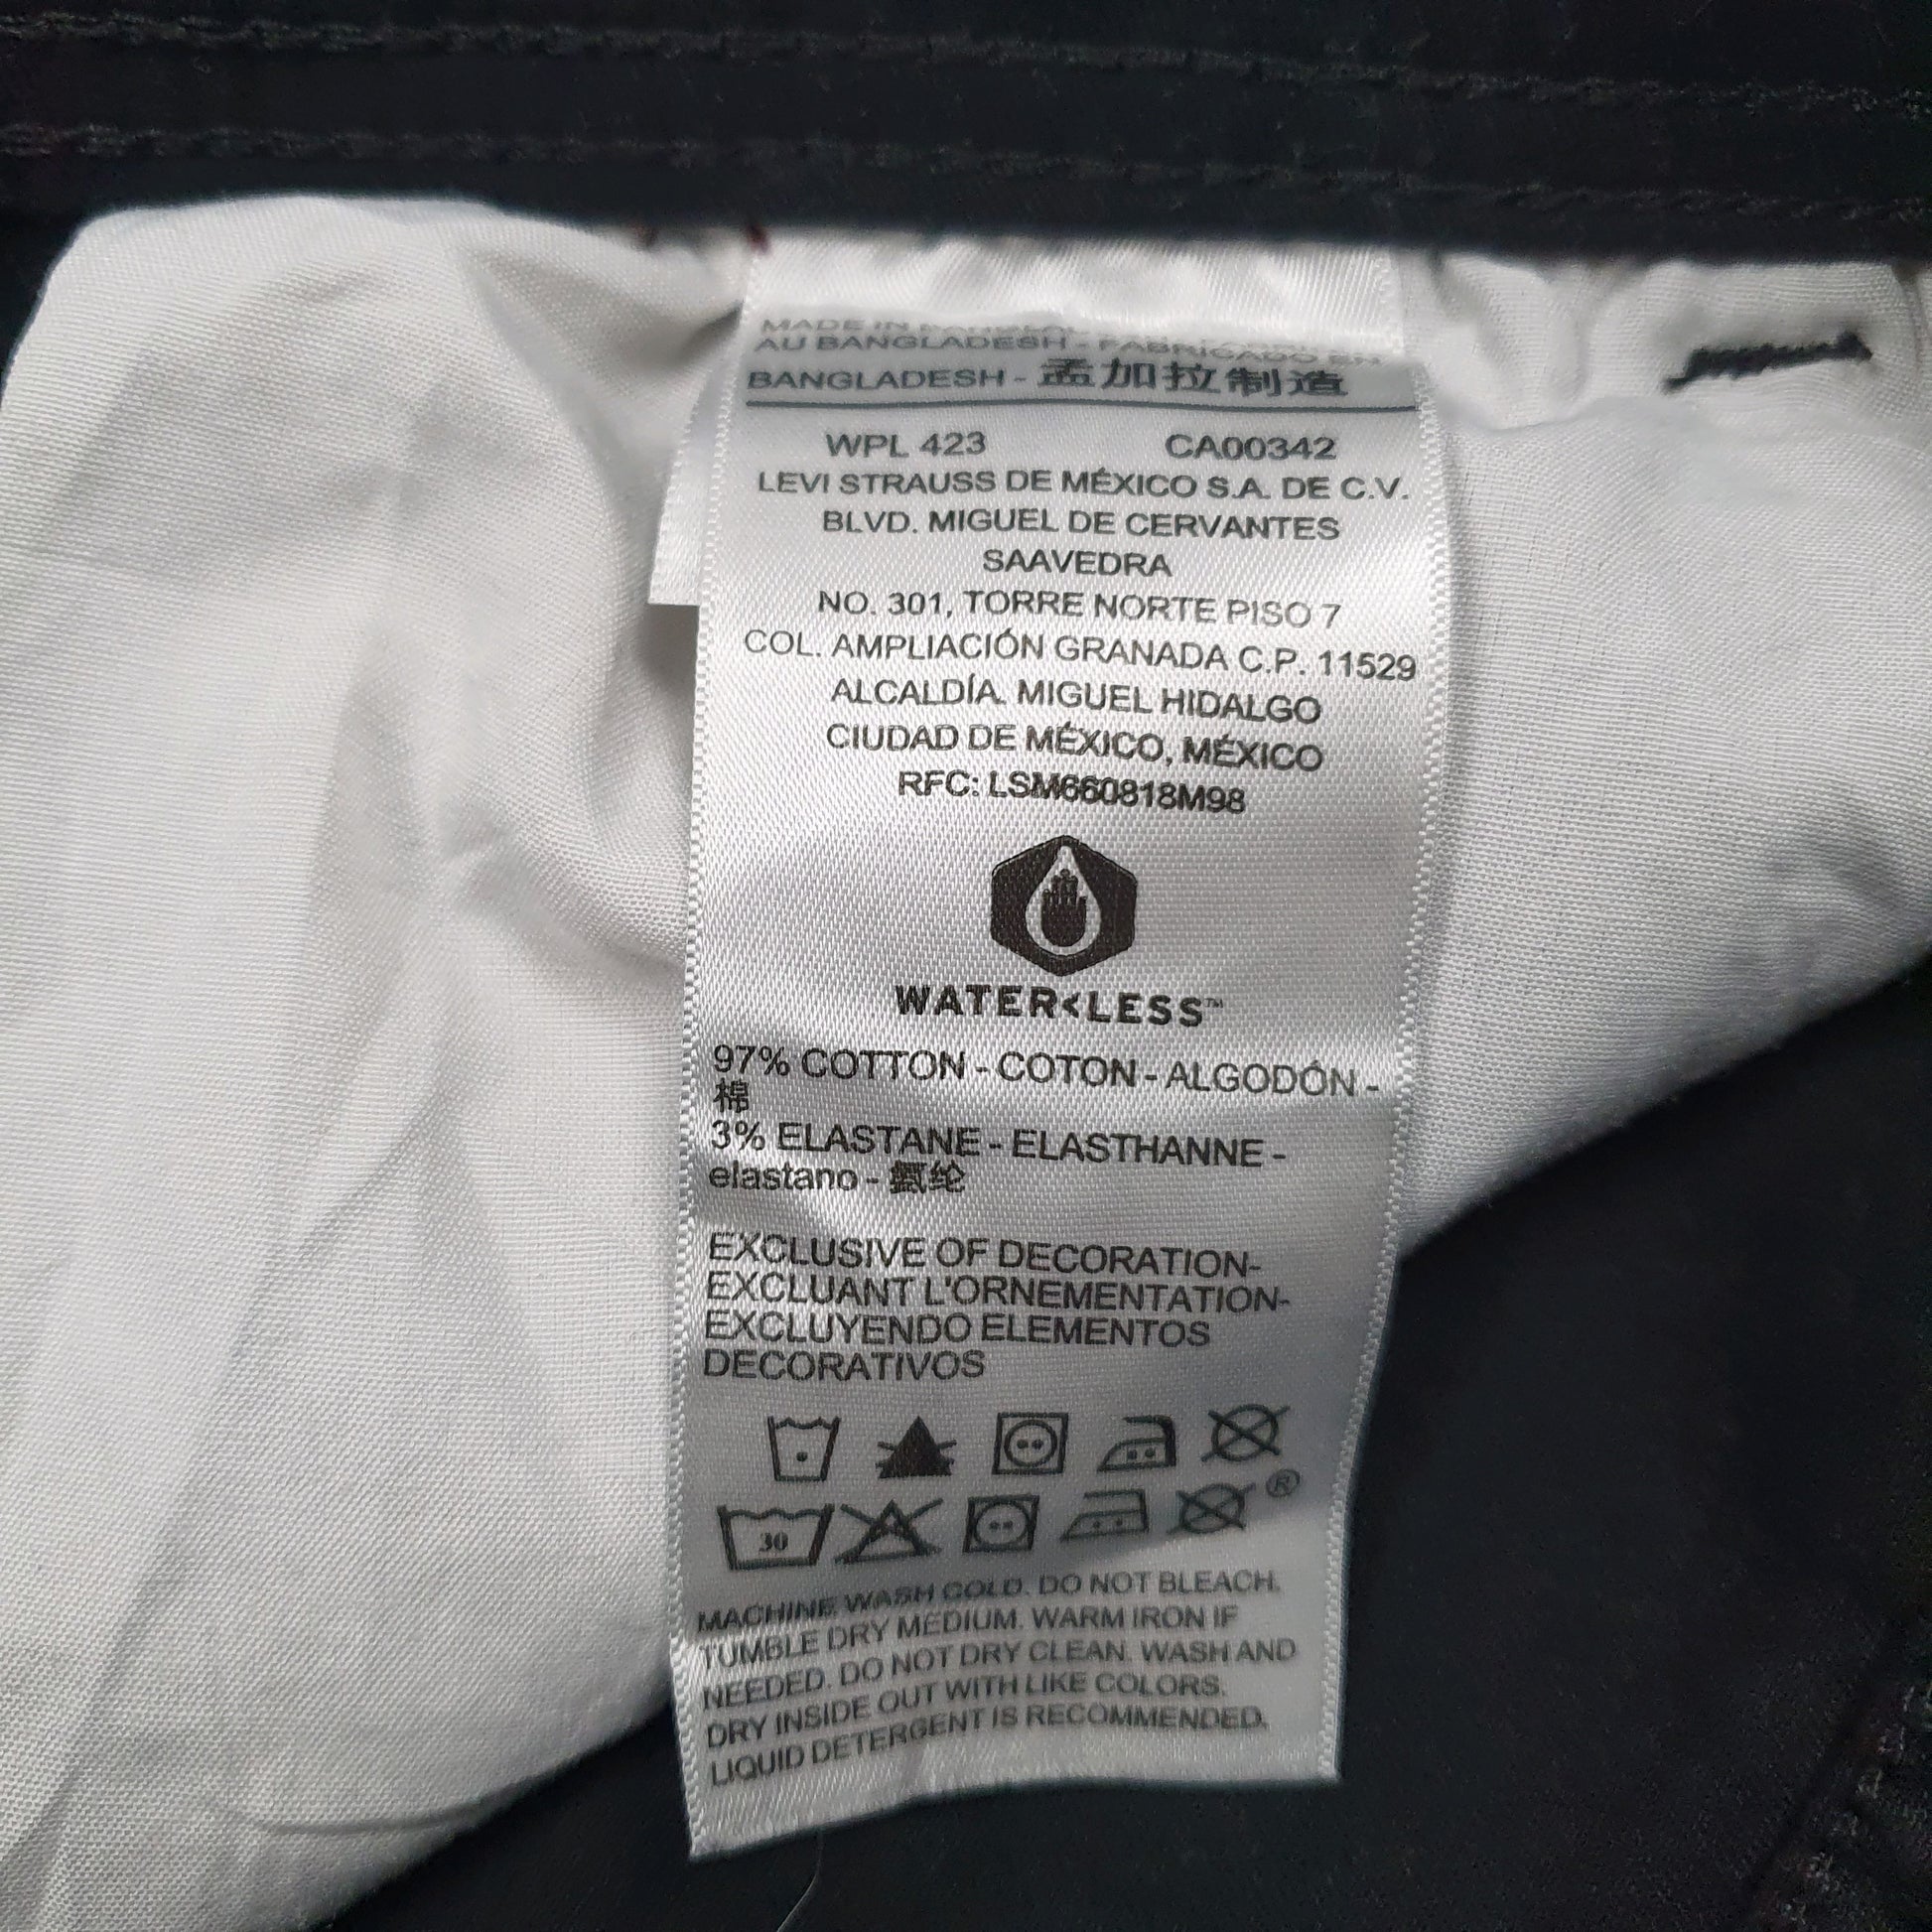 MADE IN BANGLADESH
AU BANGLADESH - FABRICADO EN
BANGLADESH - 孟加拉制造
WPL 423 CA00342
LEVI STRAUSS DE MÉXICO S.A. DE C.V.
BLVD. MIGUEL DE CERVANTES
SAAVEDRA
NO. 301, TORRE NORTE PISO 7
COL. AMPLIACIÓN GRANADA C.P. 11529
ALCALDÍA. MIGUEL HIDALGO
CIUDAD DE MÉXICO, MÉXICO
RFC: LSM660818M98
WATER<LESS™
97% COTTON - COTON - ALGODÓN -
棉
3% ELASTANE - ELASTHANNE -
elastano - 氨纶
EXCLUSIVE OF DECORATION-
EXCLUANT L'ORNEMENTATION-
EXCLUYENDO ELEMENTOS
DECORATIVOS
®
30
MACHINE WASH COLD. DO NOT BLEACH.
TUMBLE DRY MEDIUM. WARM IRON IF
NEEDED. DO NOT DRY CLEAN. WASH AND
DRY INSIDE OUT WITH LIKE COLORS.
LIQUID DETERGENT IS RECOMMENDED.